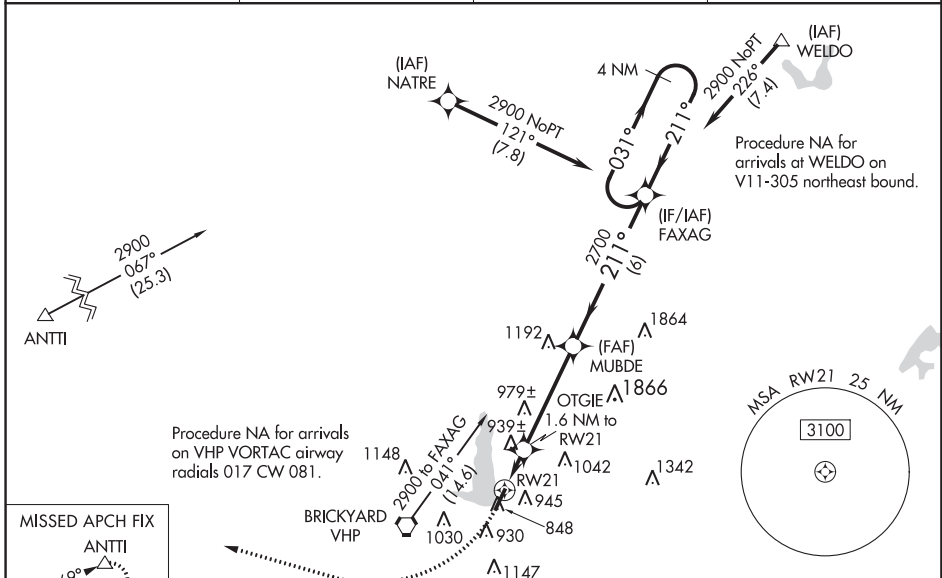 (IAF)
WELDO
2900 NoPT
226°
(7.4)
4 NM
(IAF)
NATRE
2900 NoPT
121°
(7.8)
031°
211°
Procedure NA for
arrivals at WELDO on
V11-305 northeast bound.
(IF/IAF)
FAXAG
2700
211°
(6)
2900
067°
(25.3)
ANTTI
1192
1864
(FAF)
MUBDE
1866
979±
OTGIE
1.6 NM to
RW21
939±
MSA RW21 25 NM
3100
Procedure NA for arrivals
on VHP VORTAC airway
radials 017 CW 081.
1148
2900 to FAXAG
041°
(14.6)
1042
1342
RW21
945
848
BRICKYARD
VHP
1030
930
1147
MISSED APCH FIX
ANTTI